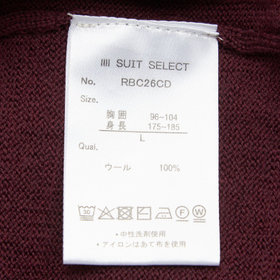 SUIT SELECT
No. RBC26CD
Size.
胸囲 96-104
身長 175-185
L
Quai.
ウール 100%
・中性洗剤使用
・アイロンはあて布を使用